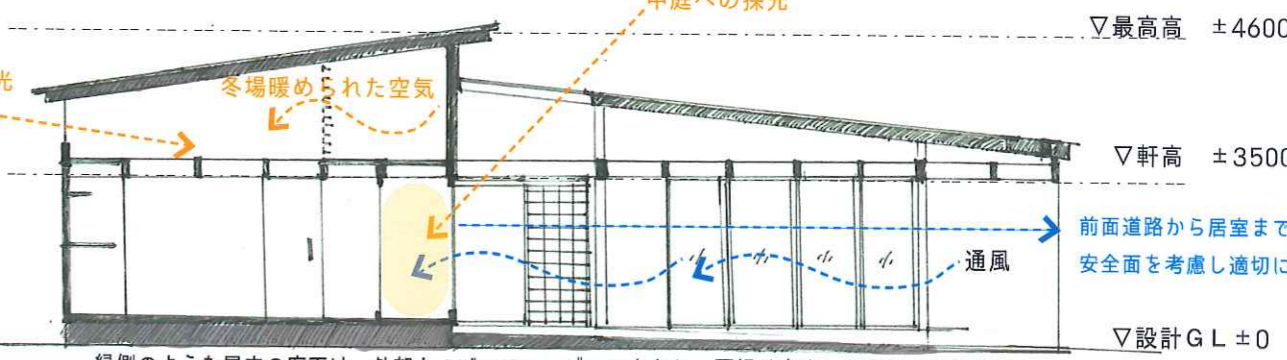 中庭への採光
▽最高高 ±4600
光
冬場暖められた空気
▽軒高 ±3500
前面道路から居室まで
安全面を考慮し適切に
通風
▽設計GL±0